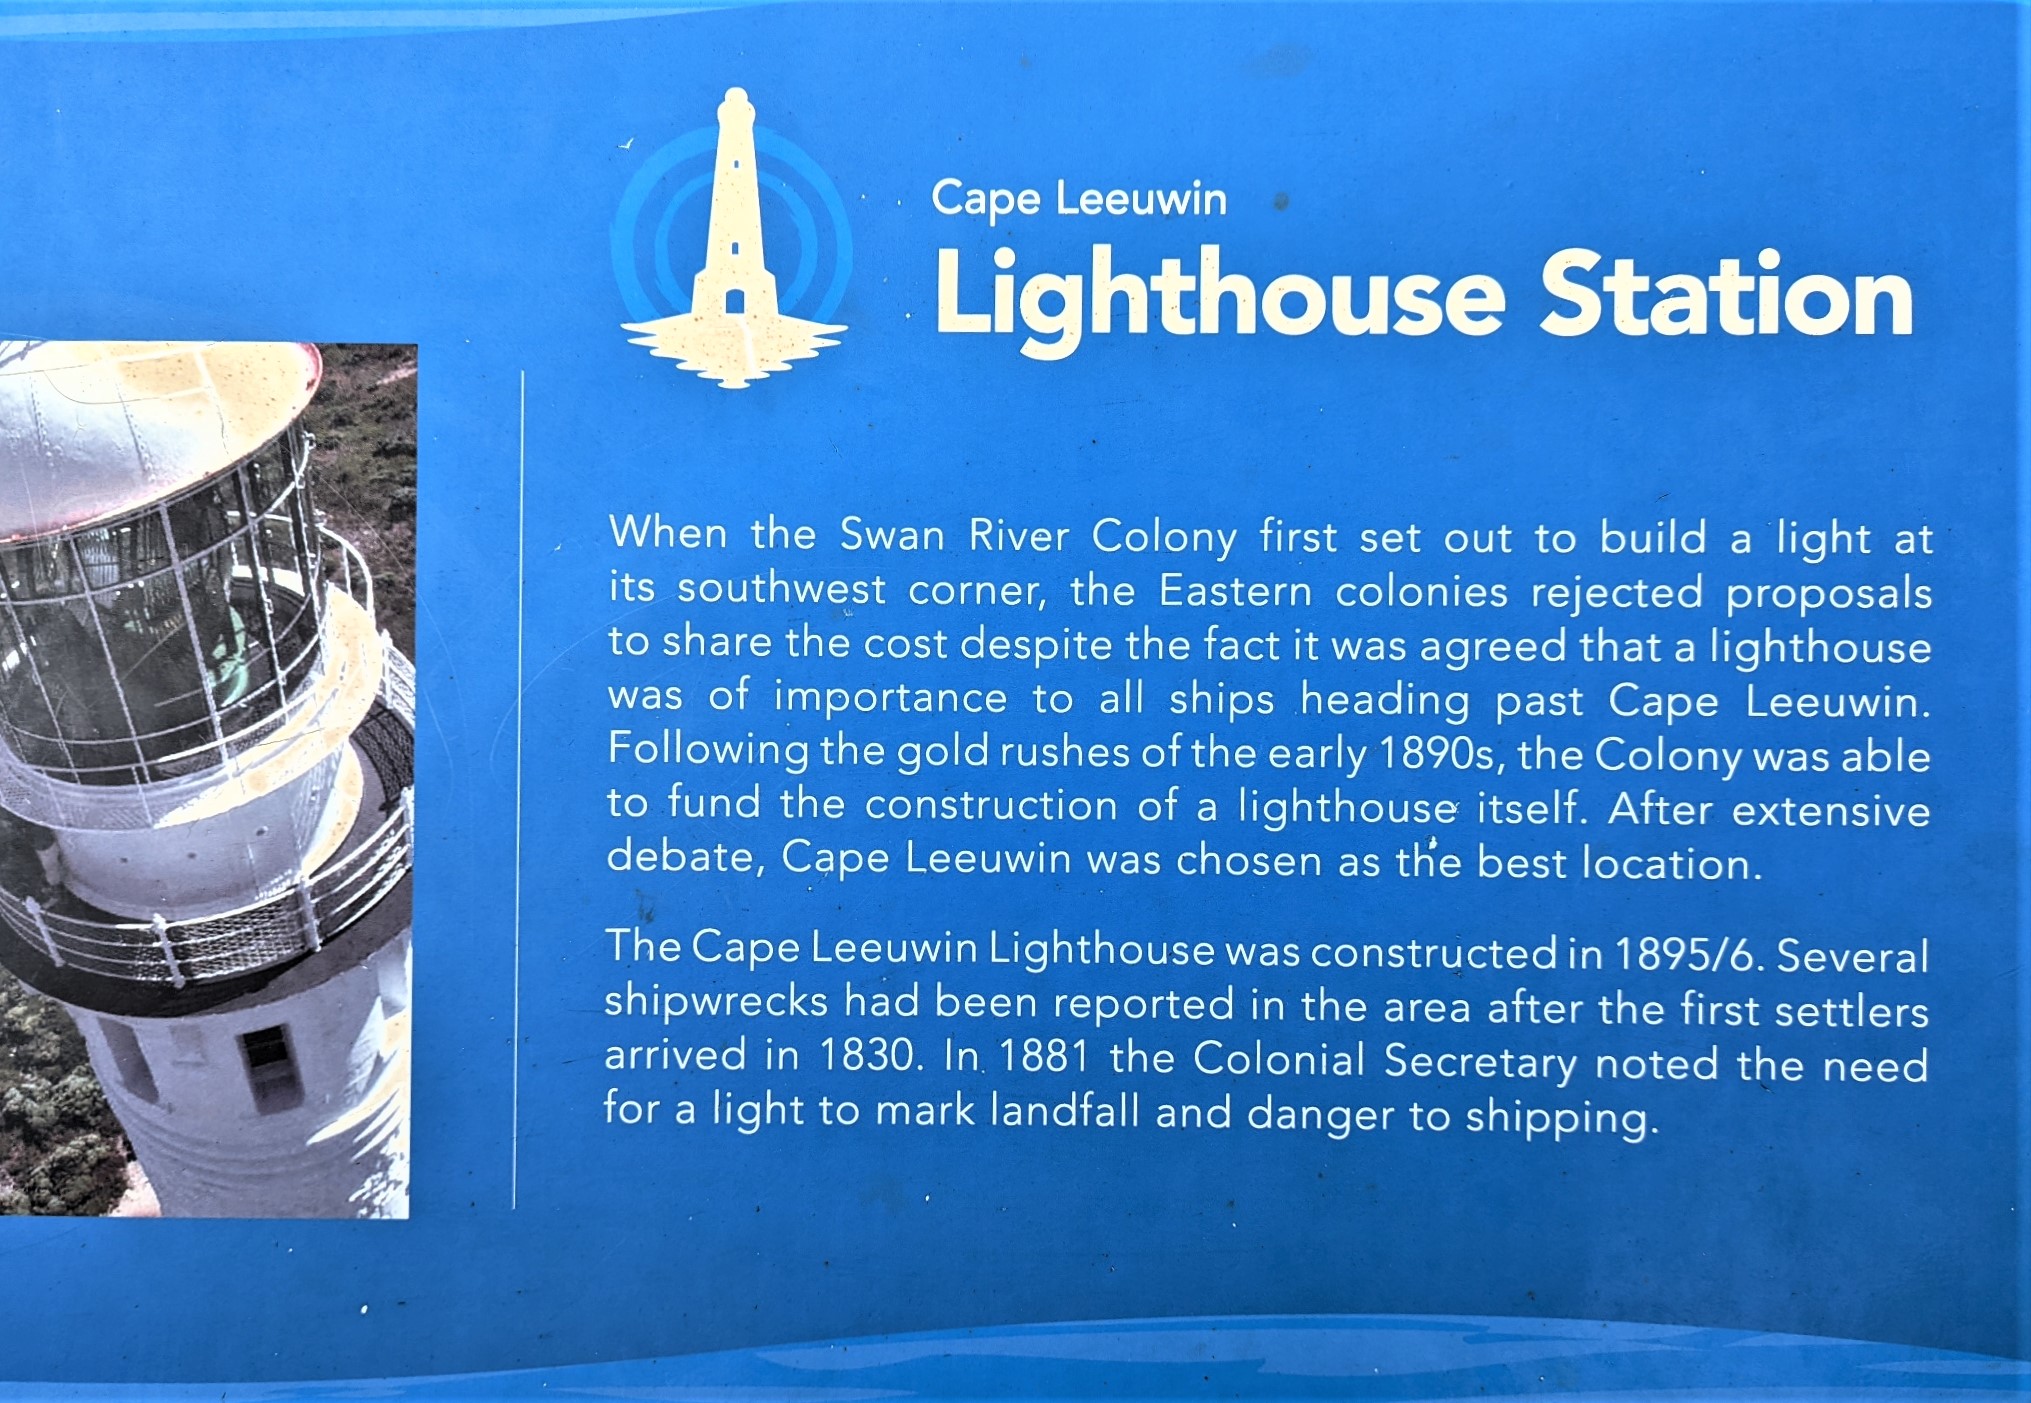 Cape Leeuwin
Lighthouse Station
When the Swan River Colony first set out to build a light at
its southwest corner, the Eastern colonies rejected proposals
to share the cost despite the fact it was agreed that a lighthouse
was of importance to all ships heading past Cape Leeuwin.
Following the gold rushes of the early 1890s, the Colony was able
to fund the construction of a lighthouse itself. After extensive
debate, Cape Leeuwin was chosen as the best location.
The Cape Leeuwin Lighthouse was constructed in 1895/6. Several
shipwrecks had been reported in the area after the first settlers
arrived in 1830. In 1881 the Colonial Secretary noted the need
for a light to mark landfall and danger to shipping.